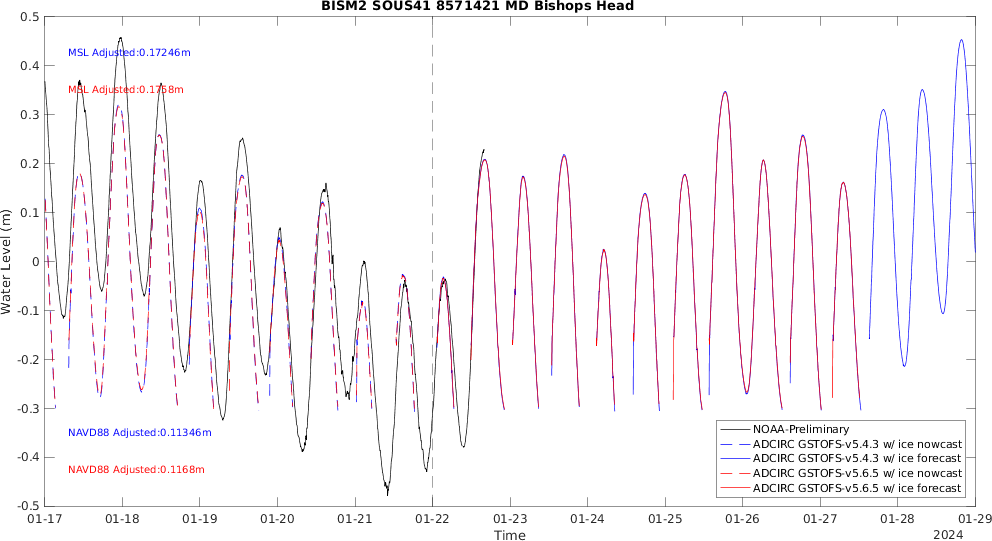 BISM2 SOUS41 8571421 MD Bishops Head
0.5
0.4
0.3
0.2
0.1
0
-0.1
-0.2
-0.3
-0.4
-0.5
Water Level (m)
MSL Adjusted:0.17246m
MSL Adjusted:0.1758m
NAVD88 Adjusted:0.11346m
NAVD88 Adjusted:0.1168m
NOAA-Preliminary
ADCIRC GSTOFS-v5.4.3 w/ ice nowcast
ADCIRC GSTOFS-v5.4.3 w/ ice forecast
ADCIRC GSTOFS-v5.6.5 w/ ice nowcast
ADCIRC GSTOFS-v5.6.5 w/ ice forecast
01-17 01-18 01-19 01-20 01-21 01-22 01-23 01-24 01-25 01-26 01-27 01-28 01-29
Time
2024